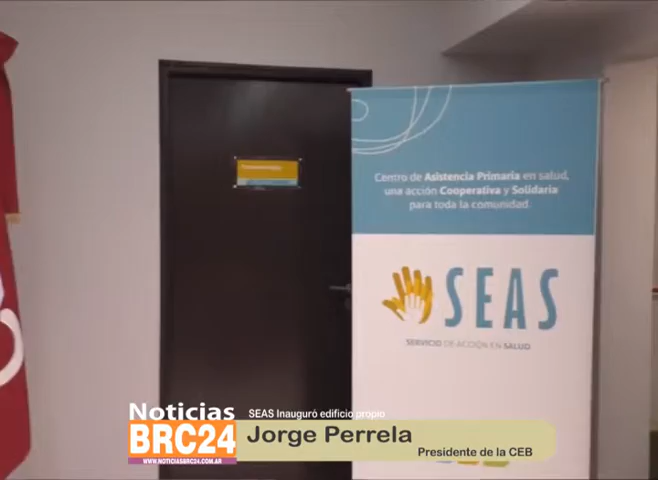 Centro de Asistencia Primaria en salud,
una acción Cooperativa y Solidaria
para toda la comunidad.
SEAS
SERVICIO DE ACCIÓN EN SALUD
Noticias
BRC24
WWW.NOTICIASBRC24.COM.AR
SEAS Inauguró edificio propio
Jorge Perrela
Presidente de la CEB